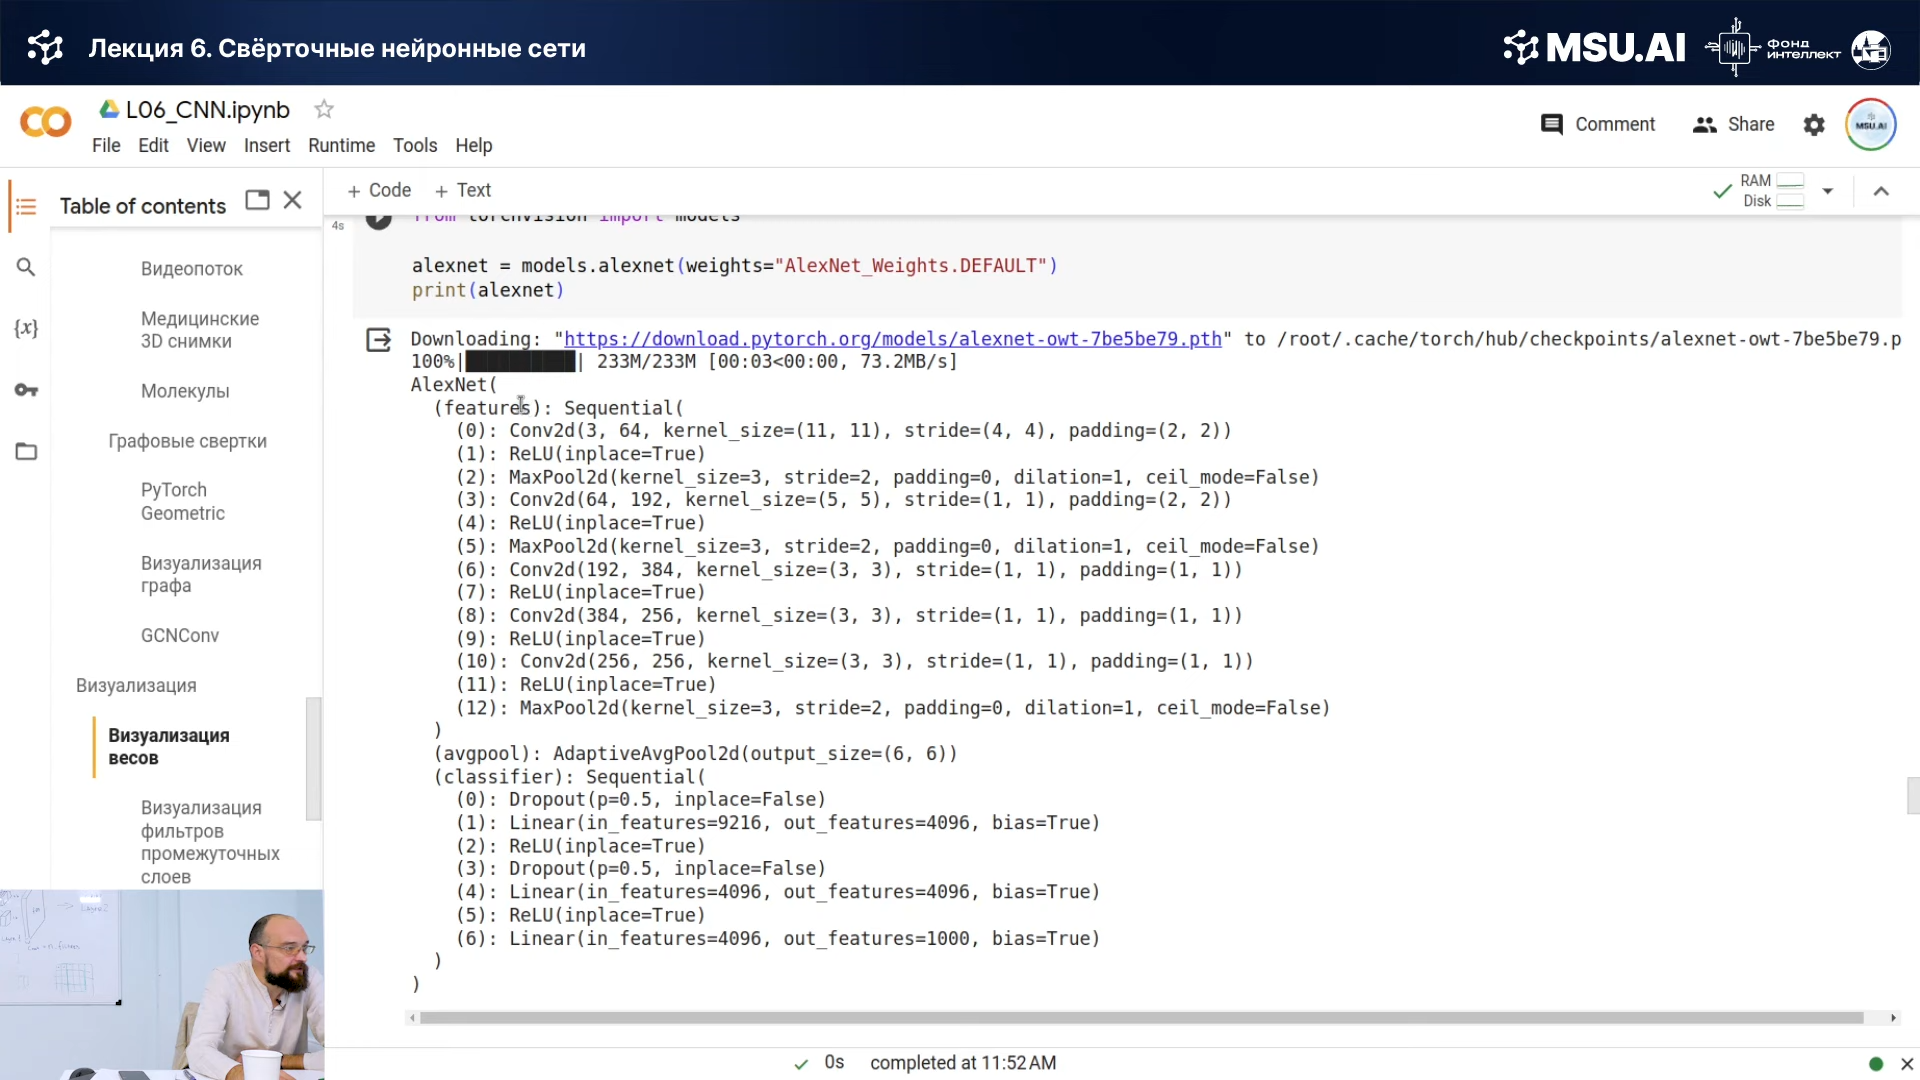 Лекция 6. Свёрточные нейронные сети
MSU.AI
ФОНД
ИНТЕЛЛЕКТ
L06_CNN.ipynb
File Edit View Insert Runtime Tools Help
Comment
Share
MSU.AI
Table of contents
+ Code + Text
RAM
Disk
Видеопоток
Медицинские
3D снимки
Молекулы
Графовые свертки
PyTorch
Geometric
Визуализация
графа
GCNConv
Визуализация
Визуализация
весов
Визуализация
фильтров
промежуточных
слоев
{x}
4s
from torchvision import models
alexnet = models.alexnet(weights="AlexNet_Weights.DEFAULT")
print(alexnet)
Downloading: "https://download.pytorch.org/models/alexnet-owt-7be5be79.pth" to /root/.cache/torch/hub/checkpoints/alexnet-owt-7be5be79.p
100%|██████████| 233M/233M [00:03<00:00, 73.2MB/s]
AlexNet(
(features): Sequential(
(0): Conv2d(3, 64, kernel_size=(11, 11), stride=(4, 4), padding=(2, 2))
(1): ReLU(inplace=True)
(2): MaxPool2d(kernel_size=3, stride=2, padding=0, dilation=1, ceil_mode=False)
(3): Conv2d(64, 192, kernel_size=(5, 5), stride=(1, 1), padding=(2, 2))
(4): ReLU(inplace=True)
(5): MaxPool2d(kernel_size=3, stride=2, padding=0, dilation=1, ceil_mode=False)
(6): Conv2d(192, 384, kernel_size=(3, 3), stride=(1, 1), padding=(1, 1))
(7): ReLU(inplace=True)
(8): Conv2d(384, 256, kernel_size=(3, 3), stride=(1, 1), padding=(1, 1))
(9): ReLU(inplace=True)
(10): Conv2d(256, 256, kernel_size=(3, 3), stride=(1, 1), padding=(1, 1))
(11): ReLU(inplace=True)
(12): MaxPool2d(kernel_size=3, stride=2, padding=0, dilation=1, ceil_mode=False)
)
(avgpool): AdaptiveAvgPool2d(output_size=(6, 6))
(classifier): Sequential(
(0): Dropout(p=0.5, inplace=False)
(1): Linear(in_features=9216, out_features=4096, bias=True)
(2): ReLU(inplace=True)
(3): Dropout(p=0.5, inplace=False)
(4): Linear(in_features=4096, out_features=4096, bias=True)
(5): ReLU(inplace=True)
(6): Linear(in_features=4096, out_features=1000, bias=True)
)
)
0s completed at 11:52 AM